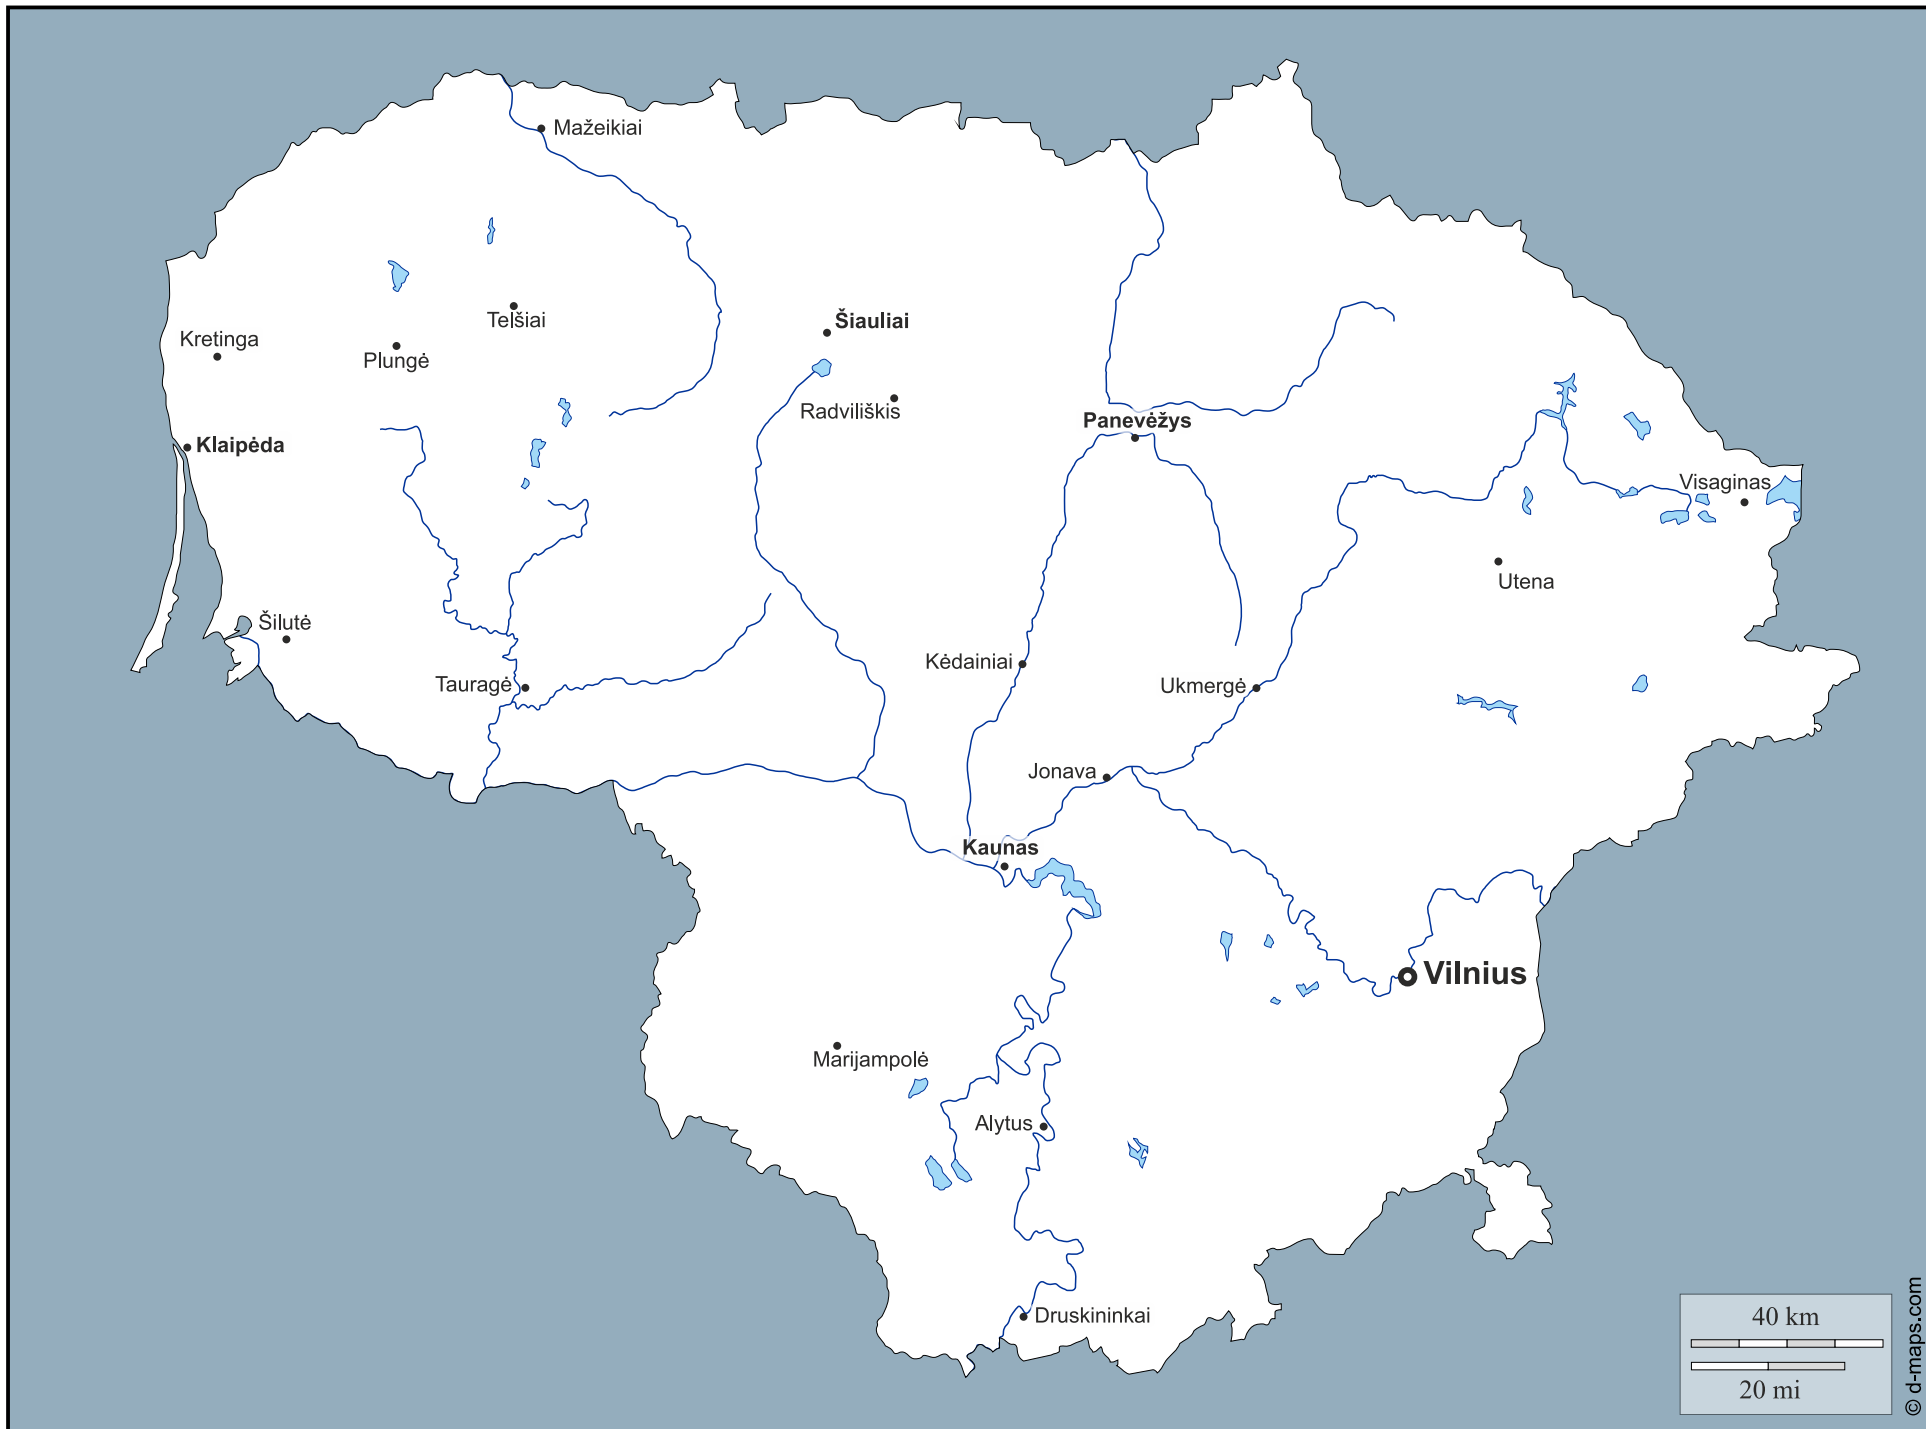 Mažeikiai
Telšiai
Šiauliai
Kretinga
Plungė
Radviliškis
Panevėžys
Klaipėda
Visaginas
Utena
Šilutė
Kėdainiai
Tauragė
Ukmergė
Jonava
Kaunas
Vilnius
Marijampolė
Alytus
Druskininkai
40 km
20 mi
© d-maps.com